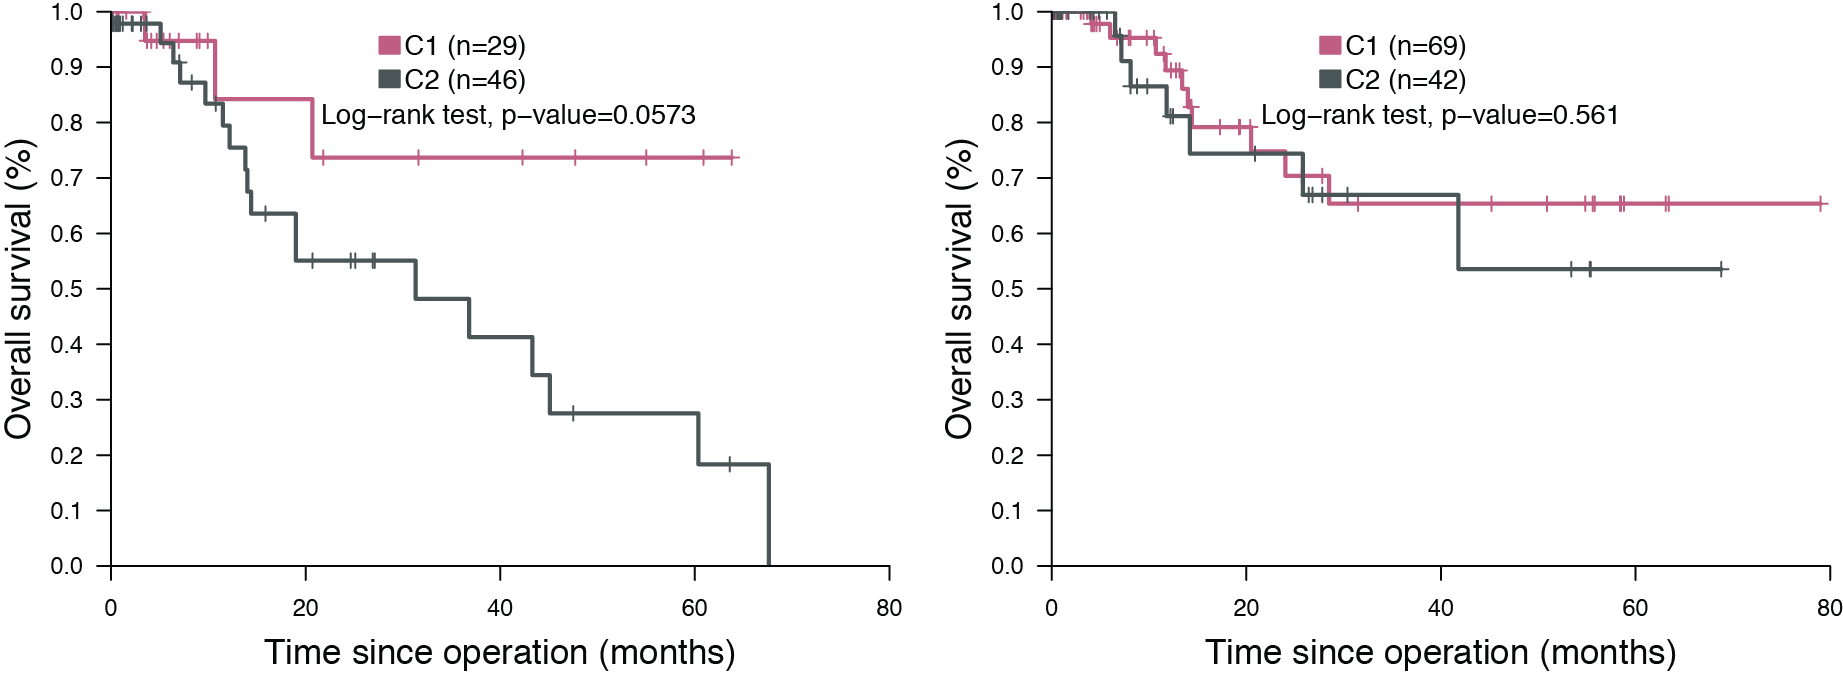 1.0
0.9
0.8
0.7
0.6
0.5
0.4
0.3
0.2
0.1
0.0
Overall survival (%)
C1 (n=29)
C2 (n=46)
Log−rank test, p−value=0.0573
0 20 40 60 80
Time since operation (months)
1.0
0.9
0.8
0.7
0.6
0.5
0.4
0.3
0.2
0.1
0.0
Overall survival (%)
C1 (n=69)
C2 (n=42)
Log−rank test, p−value=0.561
0 20 40 60 80
Time since operation (months)